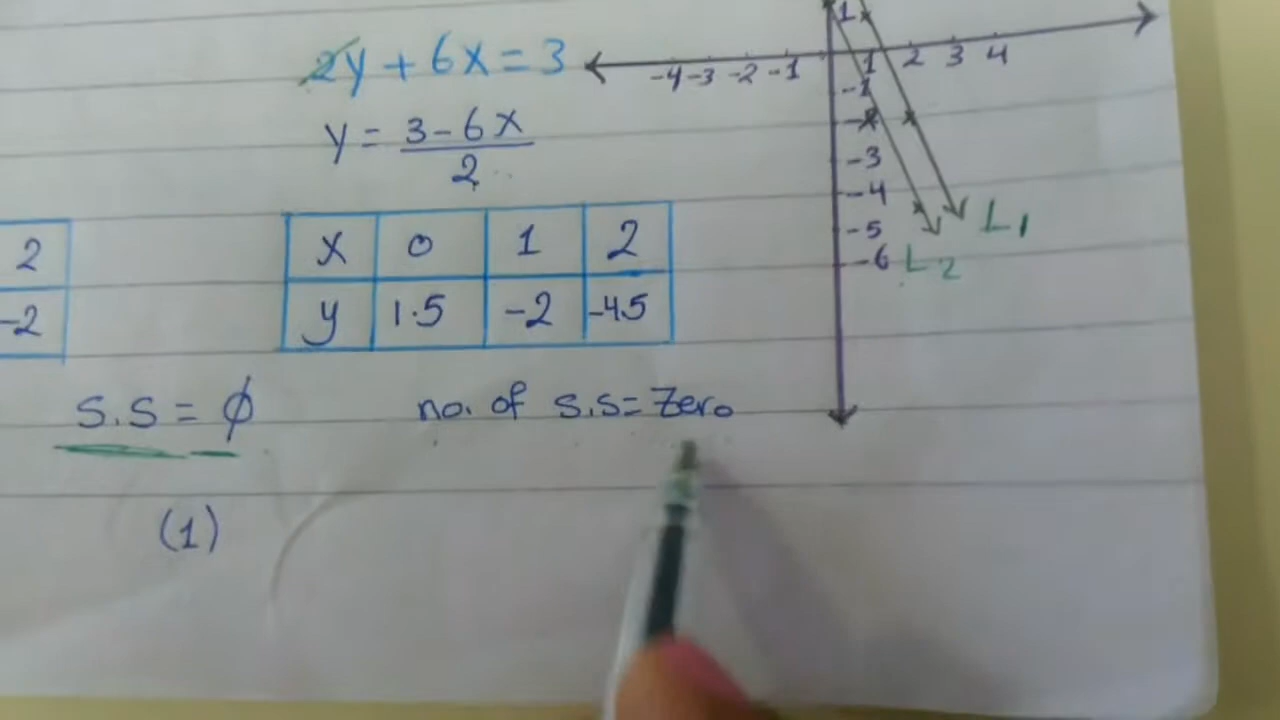 2y + 6x = 3
y = 3 - 6x / 2
x 0 1 2
y 1.5 -2 -4.5
2
-2
S.S = ϕ
no. of S.S = Zero
(1)
1
-4 -3 -2 -1 1 2 3 4
-1
-2
-3
-4
-5
-6
L1
L2